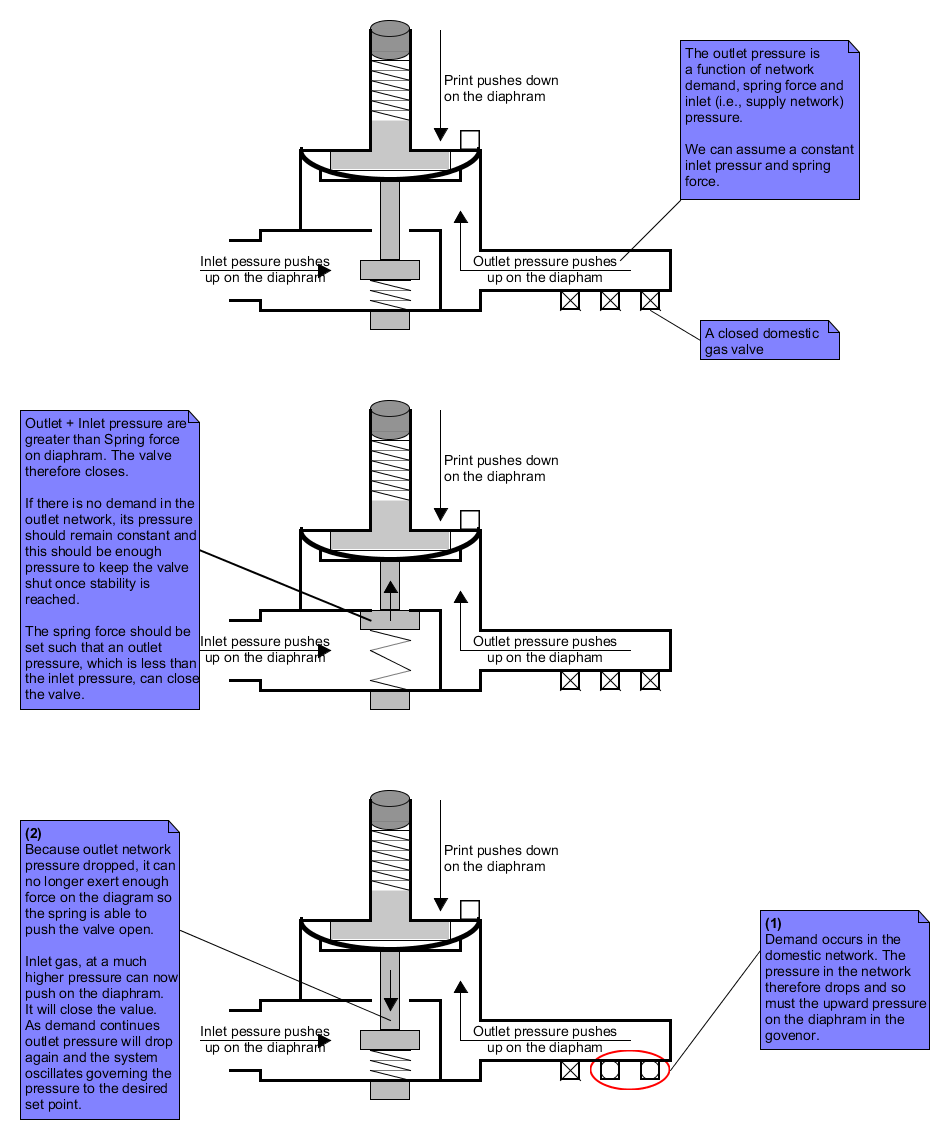 Print pushes down
on the diaphram
The outlet pressure is
a function of network
demand, spring force and
inlet (i.e., supply network)
pressure.
We can assume a constant
inlet pressur and spring
force.
Inlet pessure pushes
up on the diaphram
Outlet pressure pushes
up on the diapham
A closed domestic
gas valve
Outlet + Inlet pressure are
greater than Spring force
on diaphram. The valve
therefore closes.
If there is no demand in the
outlet network, its pressure
should remain constant and
this should be enough
pressure to keep the valve
shut once stability is
reached.
The spring force should be
set such that an outlet
pressure, which is less than
the inlet pressure, can close
the valve.
Print pushes down
on the diaphram
Inlet pessure pushes
up on the diaphram
Outlet pressure pushes
up on the diapham
(2)
Because outlet network
pressure dropped, it can
no longer exert enough
force on the diagram so
the spring is able to
push the valve open.
Inlet gas, at a much
higher pressure can now
push on the diaphram.
It will close the value.
As demand continues
outlet pressure will drop
again and the system
oscillates governing the
pressure to the desired
set point.
Print pushes down
on the diaphram
Inlet pessure pushes
up on the diaphram
Outlet pressure pushes
up on the diapham
(1)
Demand occurs in the
domestic network. The
pressure in the network
therefore drops and so
must the upward pressure
on the diaphram in the
govenor.